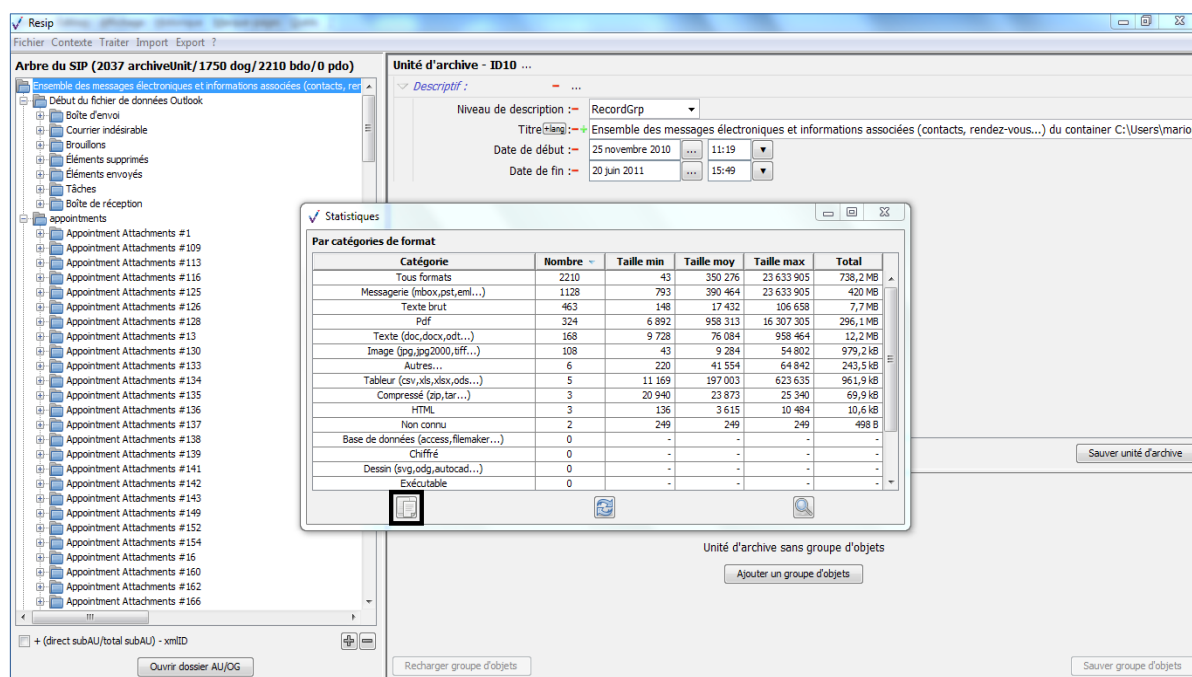 Resip
Fichier Contexte Traiter Import Export ?
Arbre du SIP (2037 archiveUnit/1750 dog/2210 bdo/0 pdo)
Ensemble des messages électroniques et informations associées (contacts, ren
Début du fichier de données Outlook
Boîte d'envoi
Courrier indésirable
Brouillons
Éléments supprimés
Éléments envoyés
Tâches
Boîte de réception
appointments
Appointment Attachments #1
Appointment Attachments #109
Appointment Attachments #113
Appointment Attachments #116
Appointment Attachments #125
Appointment Attachments #126
Appointment Attachments #128
Appointment Attachments #13
Appointment Attachments #130
Appointment Attachments #133
Appointment Attachments #134
Appointment Attachments #135
Appointment Attachments #136
Appointment Attachments #137
Appointment Attachments #138
Appointment Attachments #139
Appointment Attachments #141
Appointment Attachments #142
Appointment Attachments #143
Appointment Attachments #149
Appointment Attachments #152
Appointment Attachments #154
Appointment Attachments #16
Appointment Attachments #160
Appointment Attachments #162
Appointment Attachments #166
+ (direct subAU/total subAU) - xmlID
Ouvrir dossier AU/OG
Unité d'archive - ID10 ...
Descriptif : - ...
Niveau de description :- RecordGrp
Titre +lang :-+ Ensemble des messages électroniques et informations associées (contacts, rendez-vous...) du container C:\Users\mario
Date de début :- 25 novembre 2010 ... 11:19
Date de fin :- 20 juin 2011 ... 15:49
Statistiques
Par catégories de format
Catégorie Nombre Taille min Taille moy Taille max Total
Tous formats 2210 43 350 276 23 633 905 738,2 MB
Messagerie (mbox,pst,eml...) 1128 793 390 464 23 633 905 420 MB
Texte brut 463 148 17 432 106 658 7,7 MB
Pdf 324 6 892 958 313 16 307 305 296,1 MB
Texte (doc,docx,odt...) 168 9 728 76 084 958 464 12,2 MB
Image (jpg,jpg2000,tiff...) 108 43 9 284 54 802 979,2 kB
Autres... 6 220 41 554 64 842 243,5 kB
Tableur (csv,xls,xlsx,ods...) 5 11 169 197 003 623 635 961,9 kB
Compressé (zip,tar...) 3 20 940 23 873 25 340 69,9 kB
HTML 3 136 3 615 10 484 10,6 kB
Non connu 2 249 249 249 498 B
Base de données (access,filemaker...) 0 - - - -
Chiffré 0 - - - -
Dessin (svg,odg,autocad...) 0 - - - -
Exécutable 0 - - - -
Sauver unité d'archive
Unité d'archive sans groupe d'objets
Ajouter un groupe d'objets
Recharger groupe d'objets
Sauver groupe d'objets